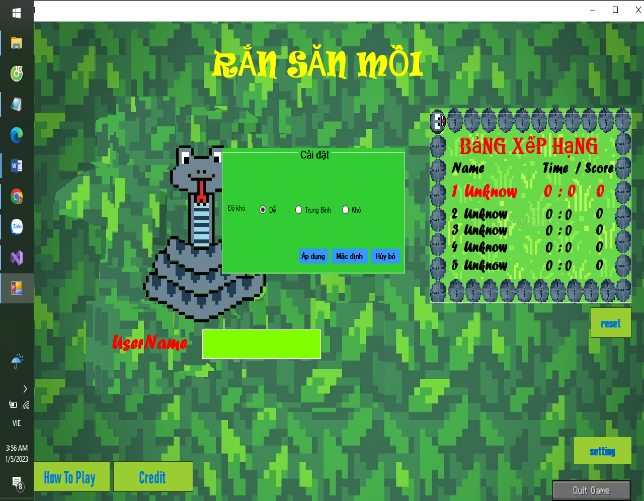 RẮN SĂN MỒI
BẢNG XẾP HẠNG
Name Time / Score
1 Unknow 0 : 0 0
2 Unknow 0 : 0 0
3 Unknow 0 : 0 0
4 Unknow 0 : 0 0
5 Unknow 0 : 0 0
Cài đặt
Độ khó Dễ Trung Bình Khó
Áp dụng Mặc định Hủy bỏ
reset
UserName
Zalo
VIE
3:56 AM
1/5/2023
8
How To Play Credit
setting
Quit Game